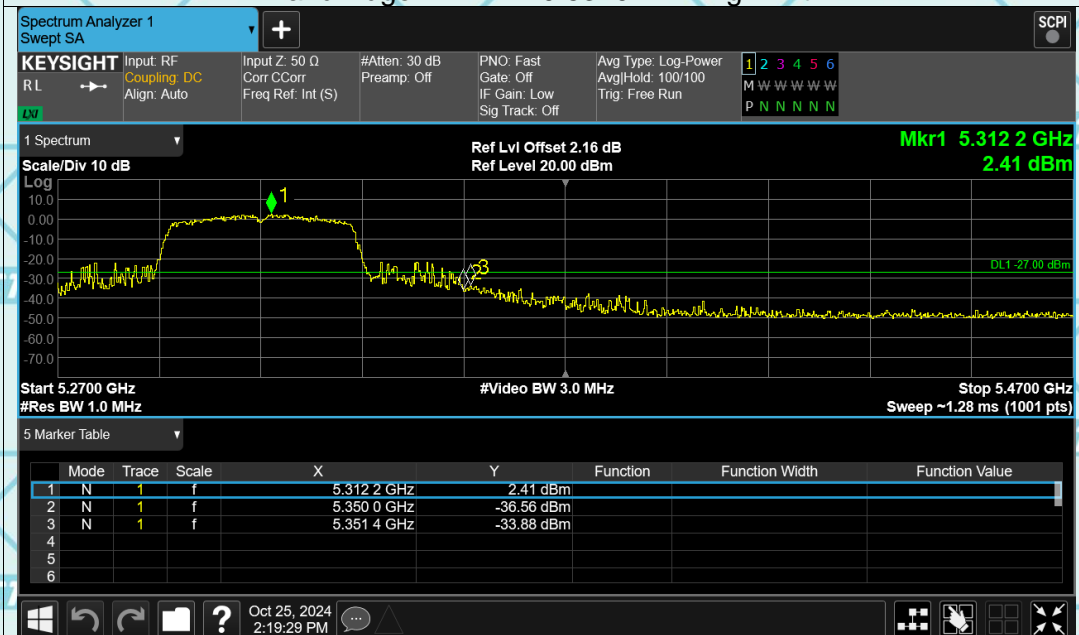 Spectrum Analyzer 1
Swept SA
+
SCPI
KEYSIGHT
RL
LXI
Input: RF
Coupling: DC
Align: Auto
Input Z: 50 Ω
Corr CCorr
Freq Ref: Int (S)
#Atten: 30 dB
Preamp: Off
PNO: Fast
Gate: Off
IF Gain: Low
Sig Track: Off
Avg Type: Log-Power
Avg|Hold: 100/100
Trig: Free Run
1 2 3 4 5 6
M W W W W W
P N N N N N
1 Spectrum
Scale/Div 10 dB
Ref Lvl Offset 2.16 dB
Ref Level 20.00 dBm
Mkr1 5.312 2 GHz
2.41 dBm
Log
10.0
0.00
-10.0
-20.0
-30.0
-40.0
-50.0
-60.0
-70.0
1
2
3
DL1 -27.00 dBm
Start 5.2700 GHz
#Video BW 3.0 MHz
Stop 5.4700 GHz
#Res BW 1.0 MHz
Sweep ~1.28 ms (1001 pts)
5 Marker Table
Mode Trace Scale X Y Function Function Width Function Value
1 N 1 f 5.312 2 GHz 2.41 dBm
2 N 1 f 5.350 0 GHz -36.56 dBm
3 N 1 f 5.351 4 GHz -33.88 dBm
4
5
6
?
Oct 25, 2024
2:19:29 PM